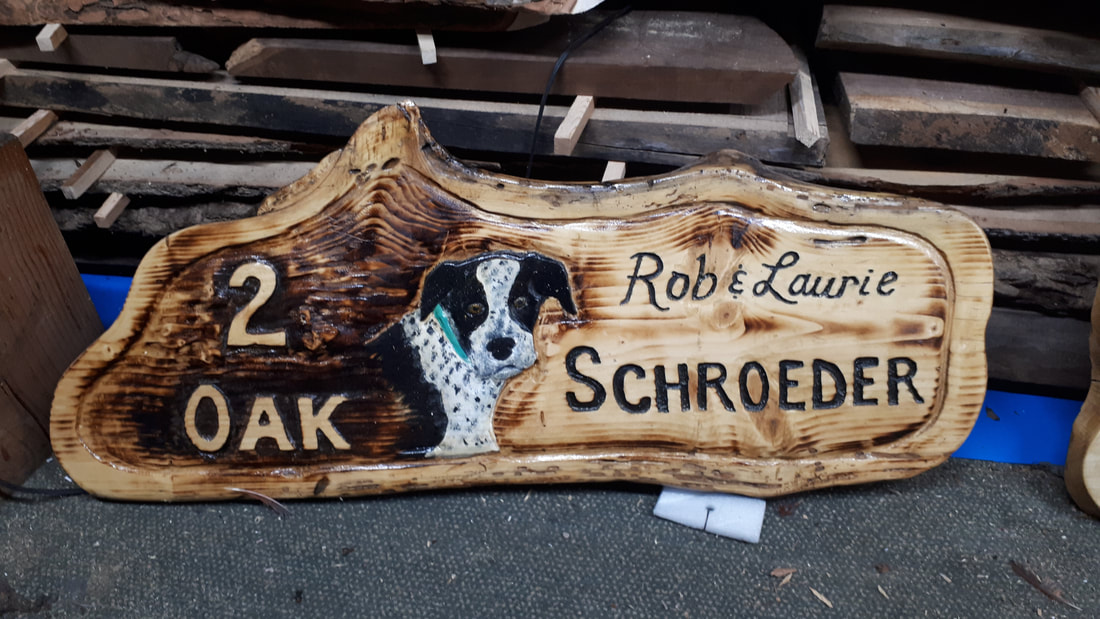 2
OAK
Rob & Laurie
SCHROEDER